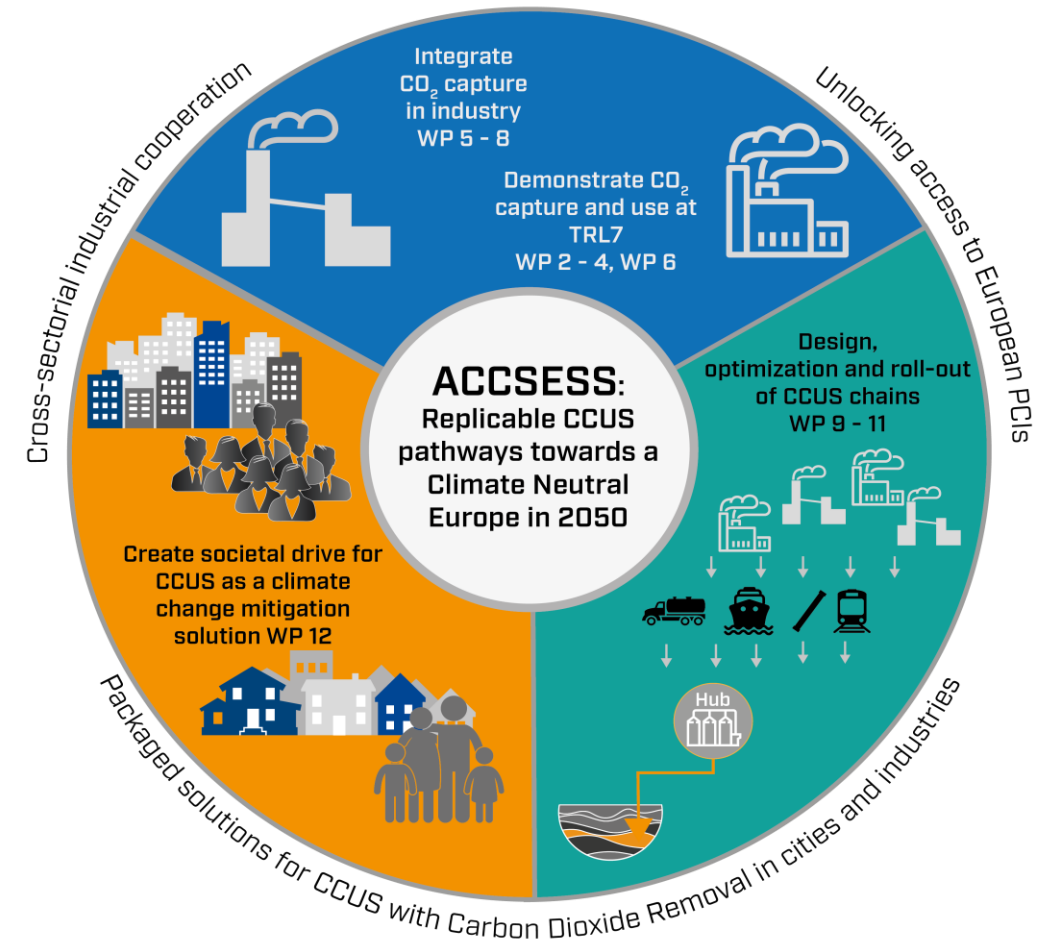 Cross-sectorial industrial cooperation
Unlocking access to European PCIs
Integrate
CO₂ capture
in industry
WP 5 - 8
Demonstrate CO₂
capture and use at
TRL7
WP 2 - 4, WP 6
ACCSESS:
Replicable CCUS
pathways towards a
Climate Neutral
Europe in 2050
Design,
optimization and roll-out
of CCUS chains
WP 9 - 11
Hub
Create societal drive for
CCUS as a climate
change mitigation
solution WP 12
Packaged solutions for CCUS with Carbon Dioxide Removal in cities and industries